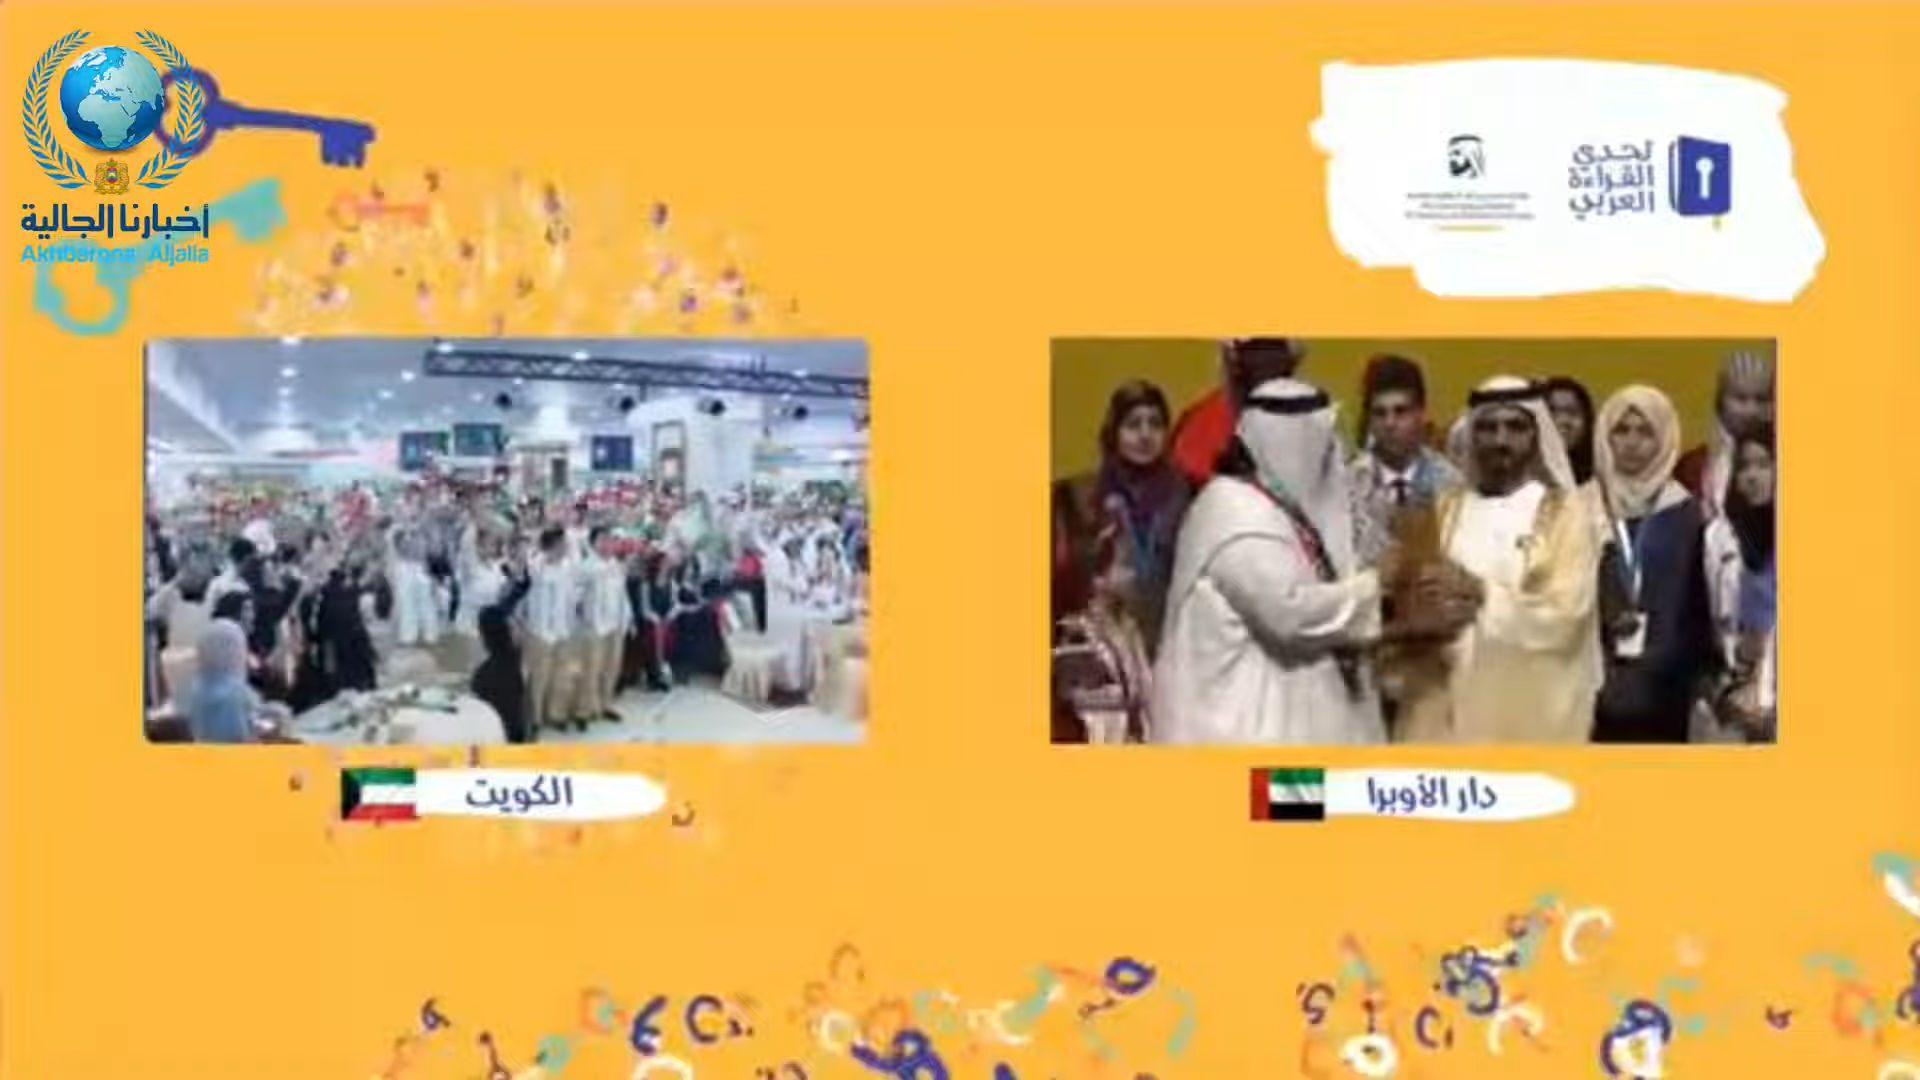 أخبارنا الجالية
Akhbarona Aljalia
تحدي
القراءة
العربي
الكويت
دار الأوبرا